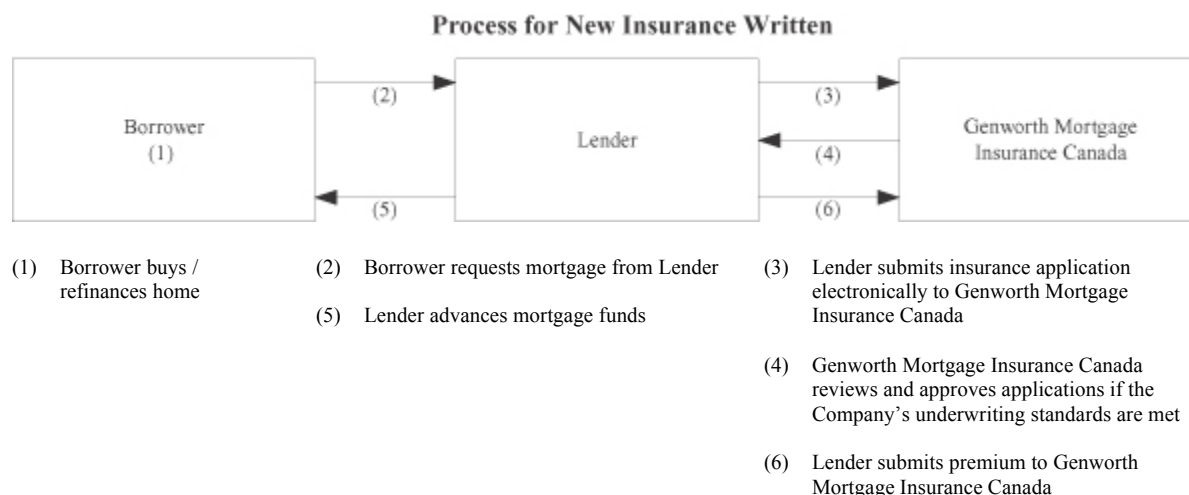 Process for New Insurance Written
Borrower
(1)
(2)
(5)
Lender
(3)
(4)
(6)
Genworth Mortgage
Insurance Canada
(1) Borrower buys /
refinances home
(2) Borrower requests mortgage from Lender
(5) Lender advances mortgage funds
(3) Lender submits insurance application
electronically to Genworth Mortgage
Insurance Canada
(4) Genworth Mortgage Insurance Canada
reviews and approves applications if the
Company’s underwriting standards are met
(6) Lender submits premium to Genworth
Mortgage Insurance Canada